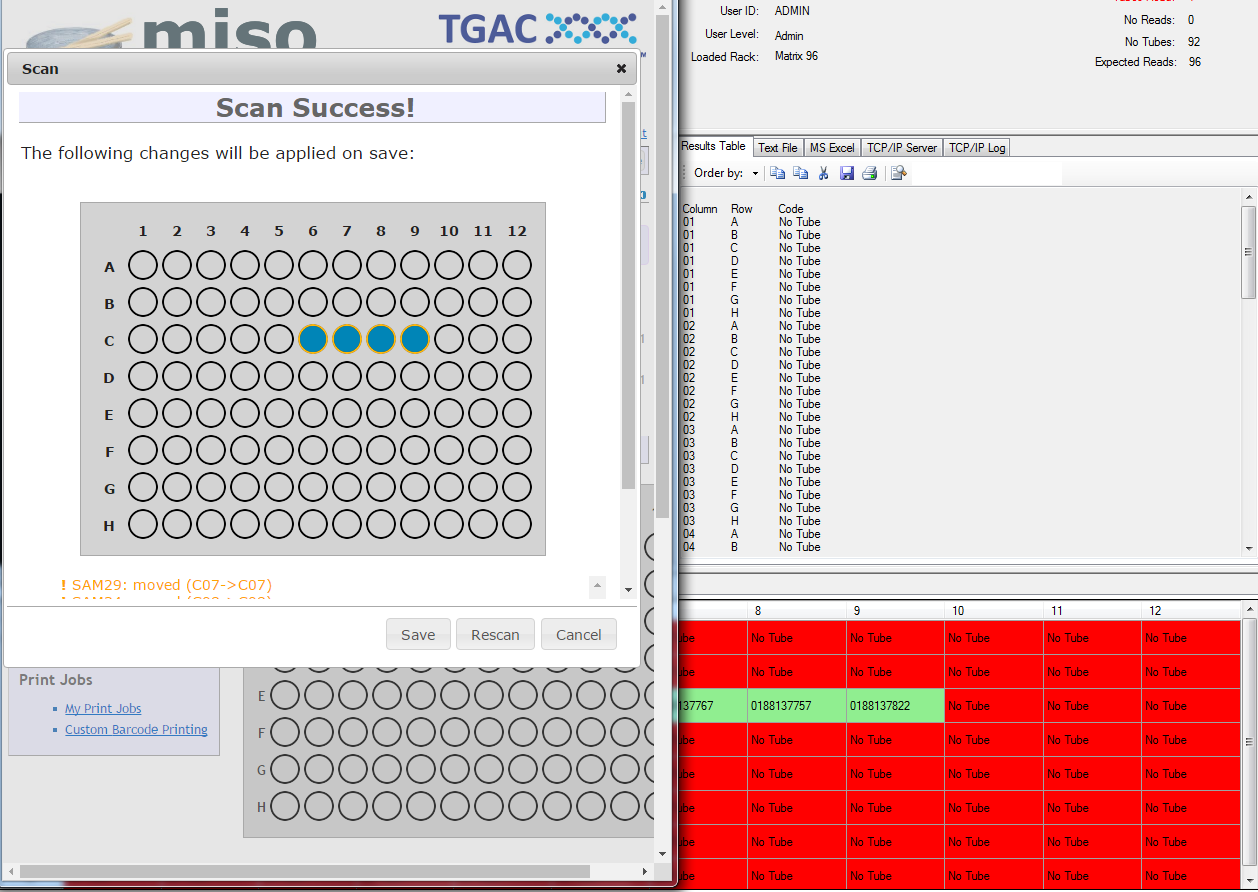 miso
TGAC
Scan
Scan Success!
The following changes will be applied on save:
1 2 3 4 5 6 7 8 9 10 11 12
A
B
C
D
E
F
G
H
! SAM29: moved (C07->C07)
Save Rescan Cancel
Print Jobs
My Print Jobs
Custom Barcode Printing
E
F
G
H
User ID: ADMIN
User Level: Admin
Loaded Rack: Matrix 96
No Reads: 0
No Tubes: 92
Expected Reads: 96
Results Table Text File MS Excel TCP/IP Server TCP/IP Log
Order by:
Column Row Code
01 A No Tube
01 B No Tube
01 C No Tube
01 D No Tube
01 E No Tube
01 F No Tube
01 G No Tube
01 H No Tube
02 A No Tube
02 B No Tube
02 C No Tube
02 D No Tube
02 E No Tube
02 F No Tube
02 G No Tube
02 H No Tube
03 A No Tube
03 B No Tube
03 C No Tube
03 D No Tube
03 E No Tube
03 F No Tube
03 G No Tube
03 H No Tube
04 A No Tube
04 B No Tube
8 9 10 11 12
No Tube No Tube No Tube No Tube No Tube
No Tube No Tube No Tube No Tube No Tube
137767 0188137757 0188137822 No Tube No Tube No Tube
No Tube No Tube No Tube No Tube No Tube
No Tube No Tube No Tube No Tube No Tube
No Tube No Tube No Tube No Tube No Tube
No Tube No Tube No Tube No Tube No Tube
No Tube No Tube No Tube No Tube No Tube